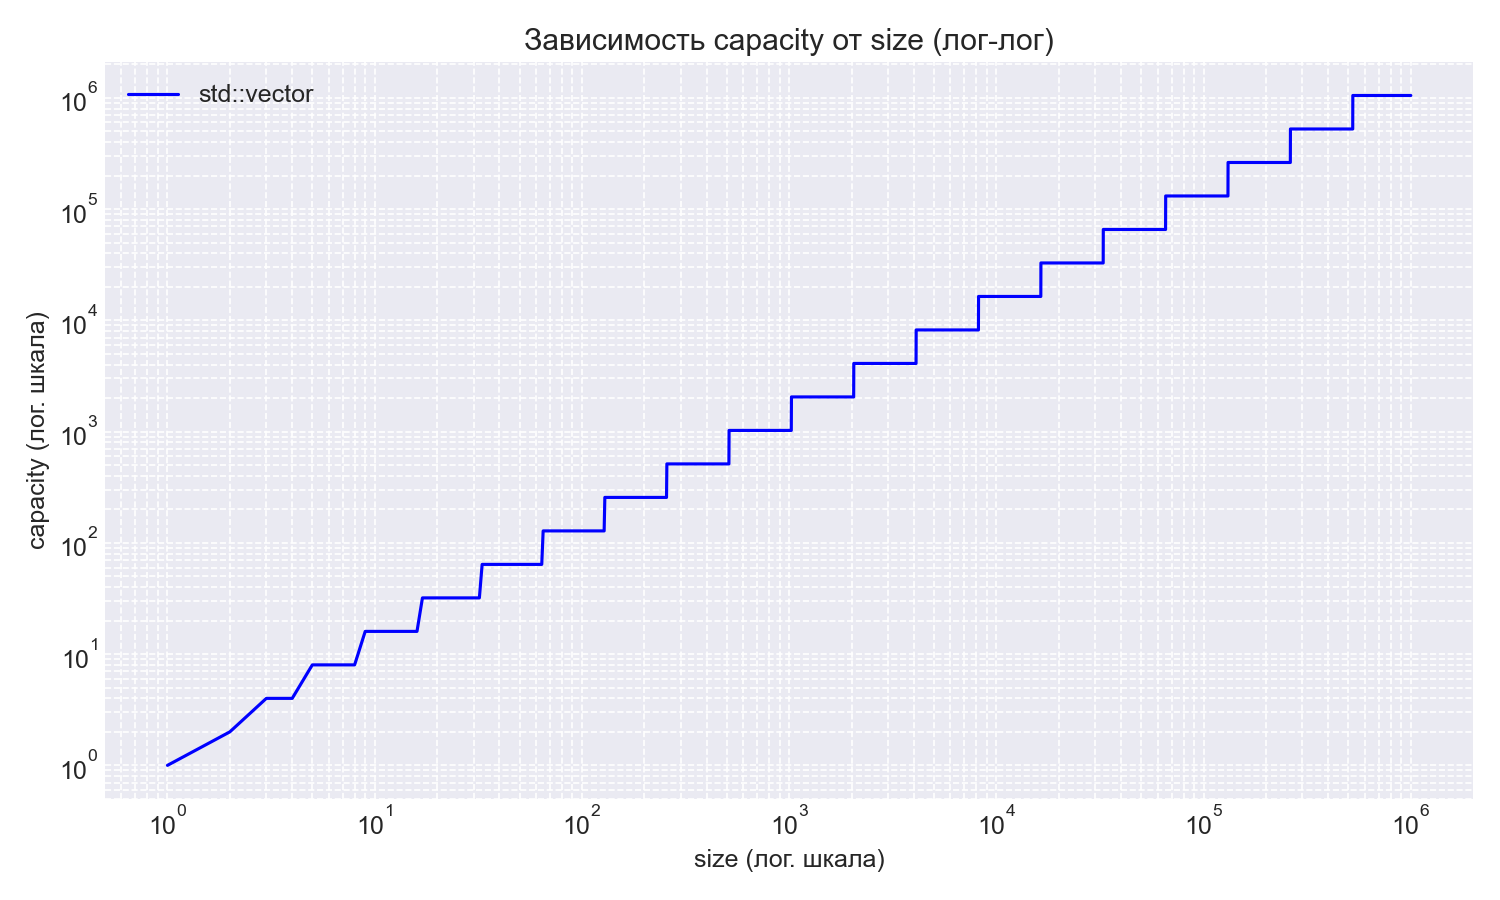 Зависимость capacity от size (лог-лог)
std::vector
capacity (лог. шкала)
10^6
10^5
10^4
10^3
10^2
10^1
10^0
10^0 10^1 10^2 10^3 10^4 10^5 10^6
size (лог. шкала)